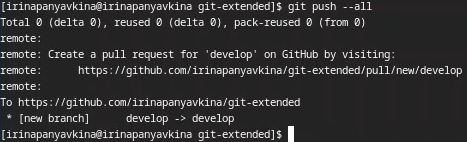 [irinapanyavkina@irinapanyavkina git-extended]$ git push --all
Total 0 (delta 0), reused 0 (delta 0), pack-reused 0 (from 0)
remote:
remote: Create a pull request for 'develop' on GitHub by visiting:
remote:      https://github.com/irinapanyavkina/git-extended/pull/new/develop
remote:
To https://github.com/irinapanyavkina/git-extended
 * [new branch]      develop -> develop
[irinapanyavkina@irinapanyavkina git-extended]$